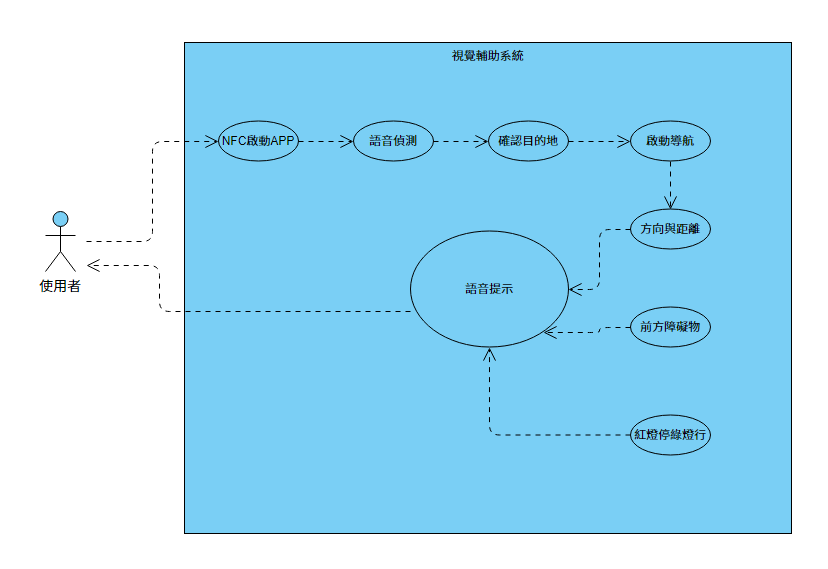 視覺輔助系統
NFC啟動APP
語音偵測
確認目的地
啟動導航
方向與距離
使用者
語音提示
前方障礙物
紅燈停綠燈行